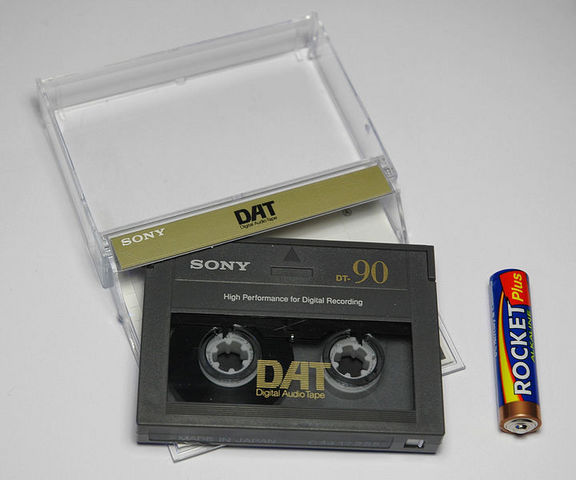 SONY
DAT
Digital Audio Tape
®
SONY
DT-90
High Performance for Digital Recording
DAT
Digital Audio Tape
MADE IN JAPAN
ROCKET Plus
ALKALINE